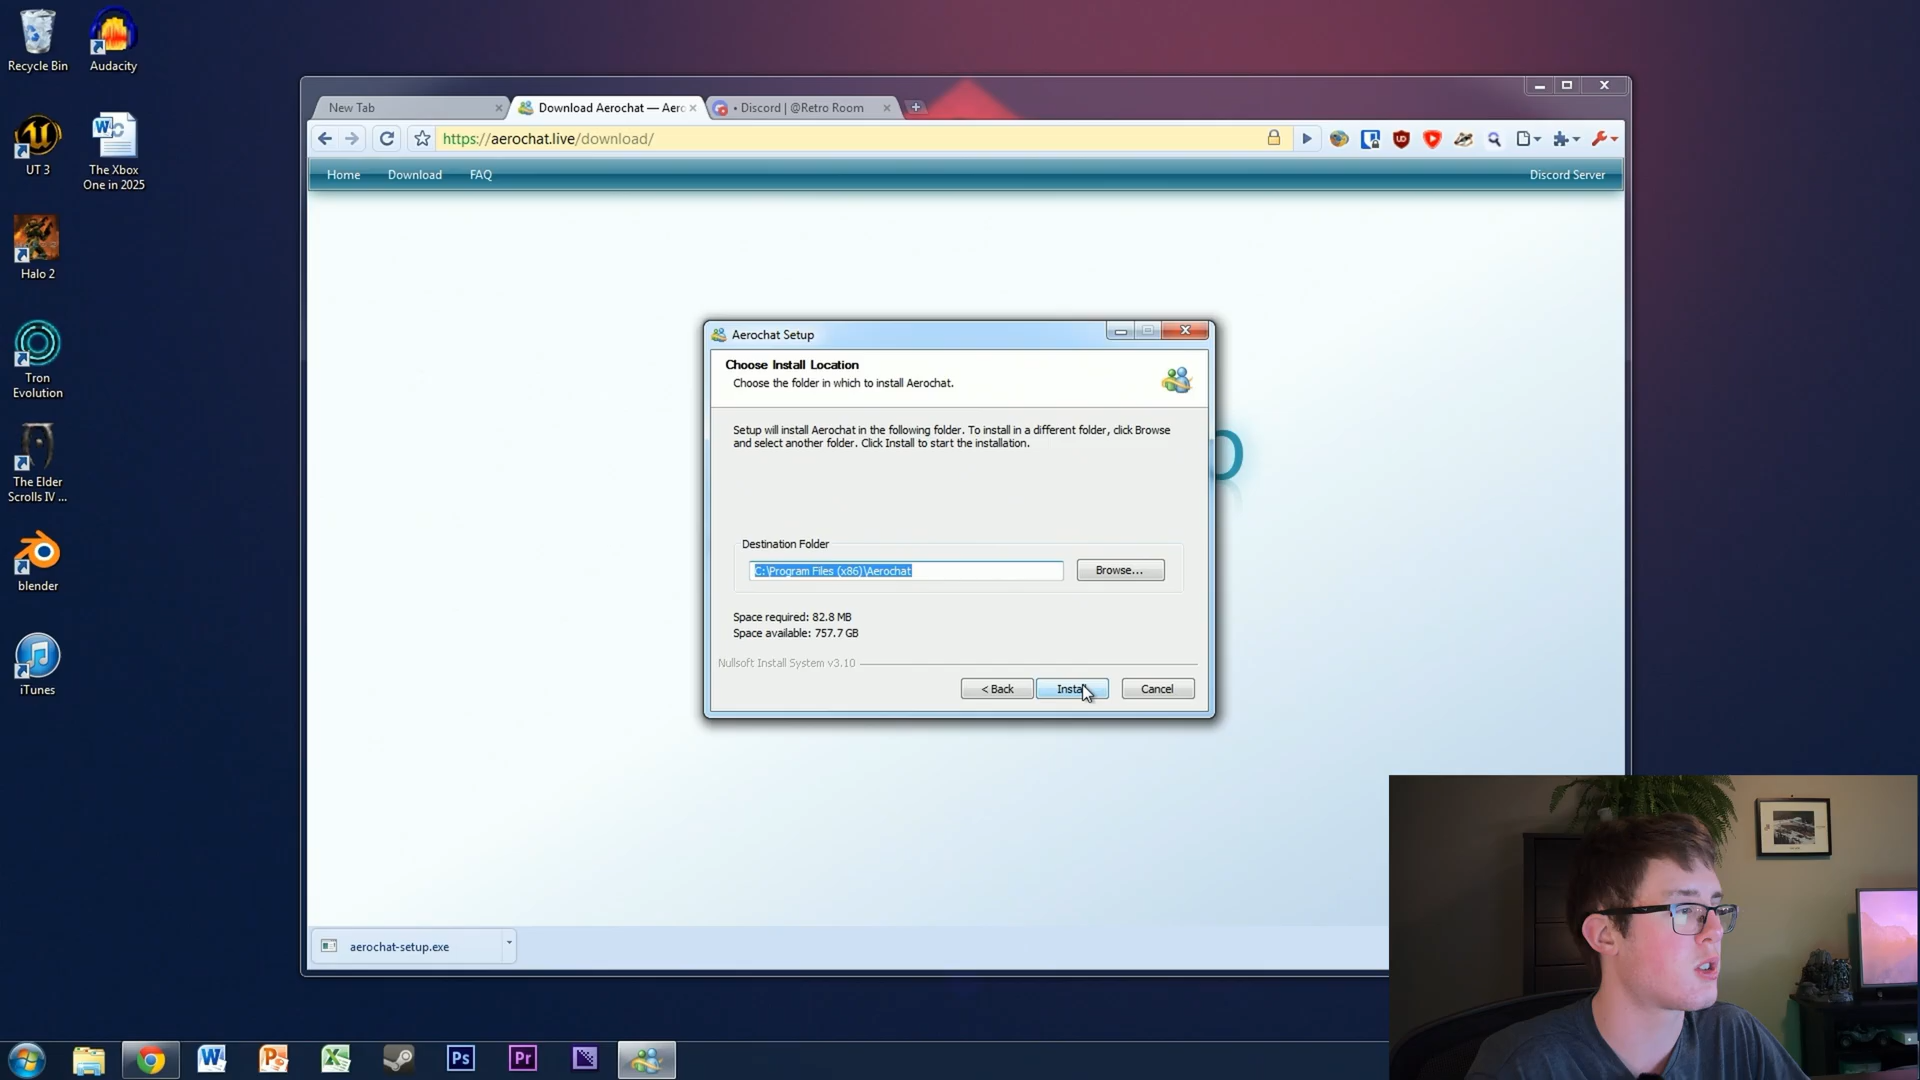 Recycle Bin
Audacity
UT 3
The Xbox
One in 2025
Halo 2
Tron
Evolution
The Elder
Scrolls IV ...
blender
iTunes
New Tab
Download Aerochat — Aero
• Discord | @Retro Room
https://aerochat.live/download/
Home
Download
FAQ
Discord Server
Aerochat Setup
Choose Install Location
Choose the folder in which to install Aerochat.
Setup will install Aerochat in the following folder. To install in a different folder, click Browse
and select another folder. Click Install to start the installation.
Destination Folder
C:\Program Files (x86)\Aerochat
Browse...
Space required: 82.8 MB
Space available: 757.7 GB
Nullsoft Install System v3.10
< Back
Install
Cancel
aerochat-setup.exe
Ps
Pr